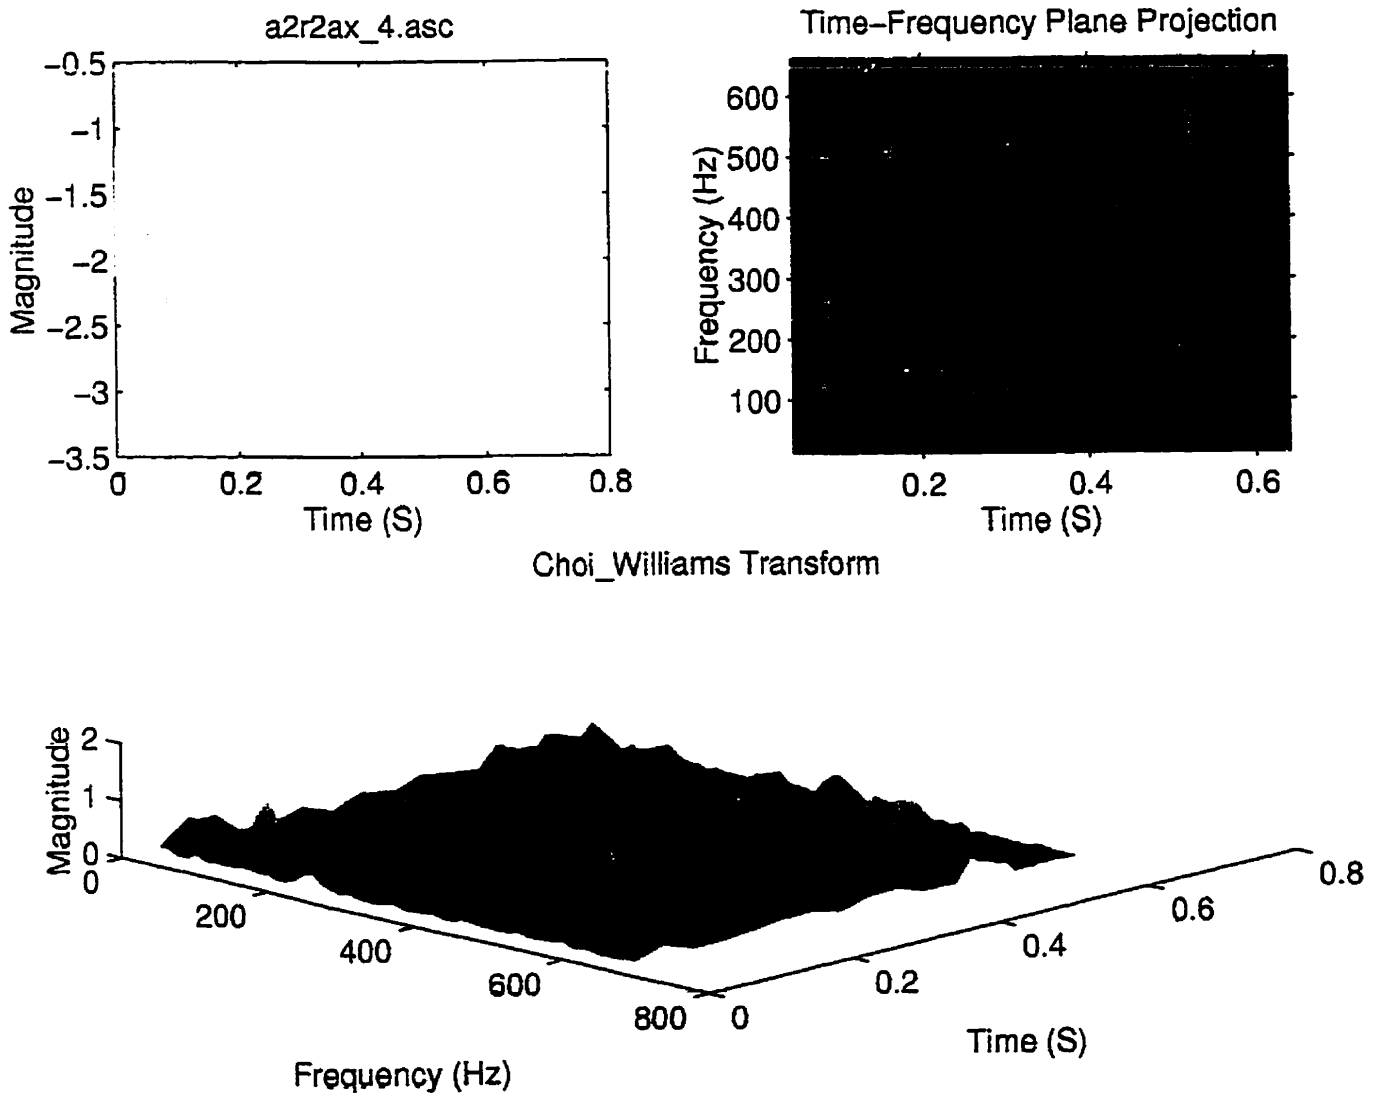 a2r2ax_4.asc
Magnitude
-0.5
-1
-1.5
-2
-2.5
-3
-3.5
0 0.2 0.4 0.6 0.8
Time (S)
Time-Frequency Plane Projection
Frequency (Hz)
600
500
400
300
200
100
0.2 0.4 0.6
Time (S)
Choi_Williams Transform
Magnitude
2
1
0
0 200 400 600 800
Frequency (Hz)
0 0.2 0.4 0.6 0.8
Time (S)